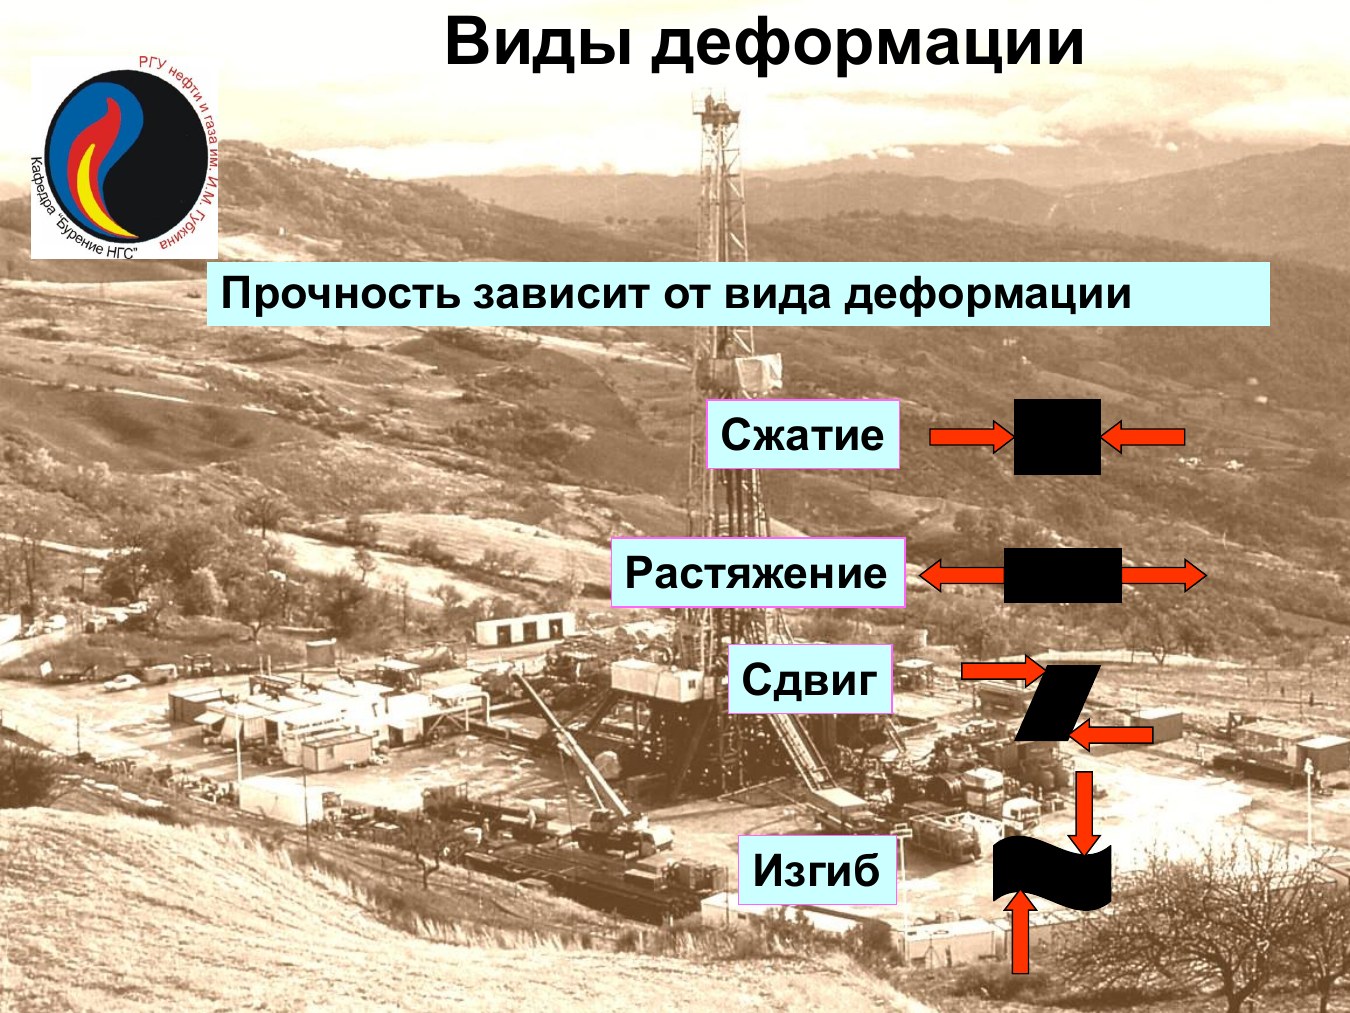 Виды деформации
РГУ нефти и газа им. И.М. Губкина
Кафедра "Бурение НГС"
Прочность зависит от вида деформации
Сжатие
Растяжение
Сдвиг
Изгиб